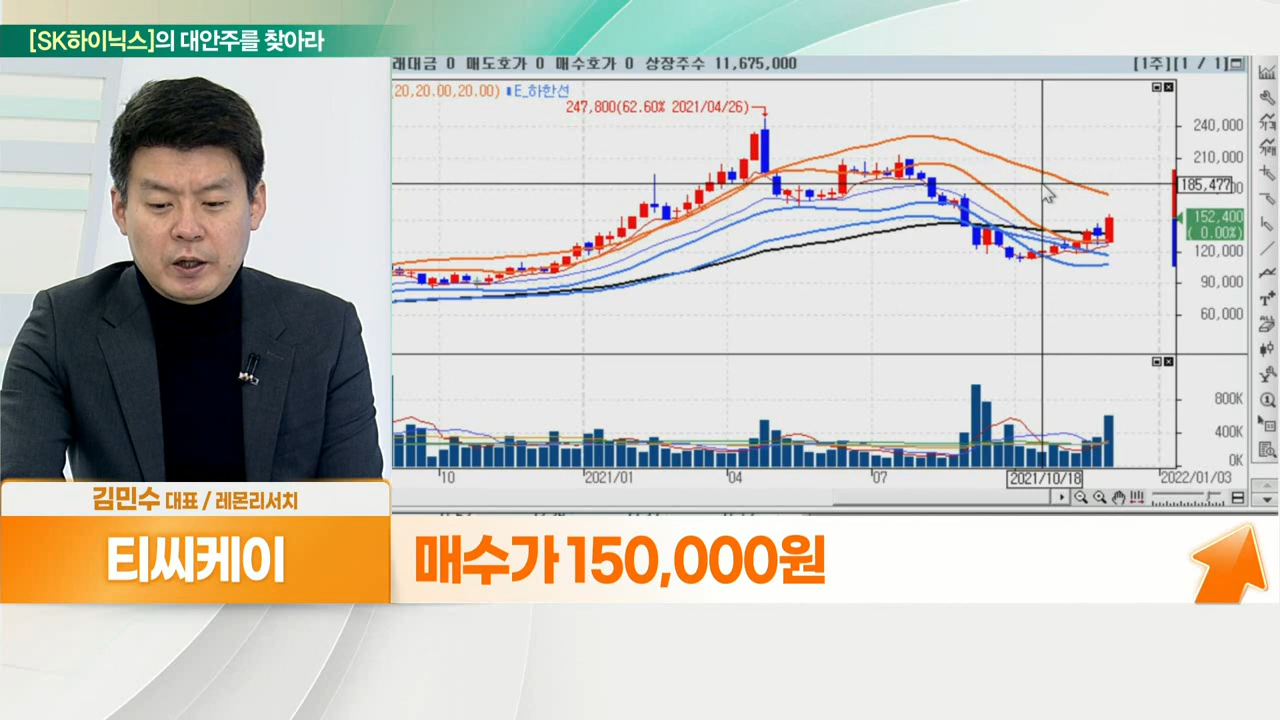 [SK하이닉스]의 대안주를 찾아라
래대금 0 매도호가 0 매수호가 0 상장주수 11,675,000
[1주][1 / 1]
20,20.00,20.00) E_하한선
247,800(62.60% 2021/04/26)
240,000
210,000
185,477
152,400
( 0.00%)
120,000
90,000
60,000
800K
400K
0K
10
2021/01
04
07
2021/10/18
2022/01/03
김민수 대표 / 레몬리서치
티씨케이
매수가 150,000원